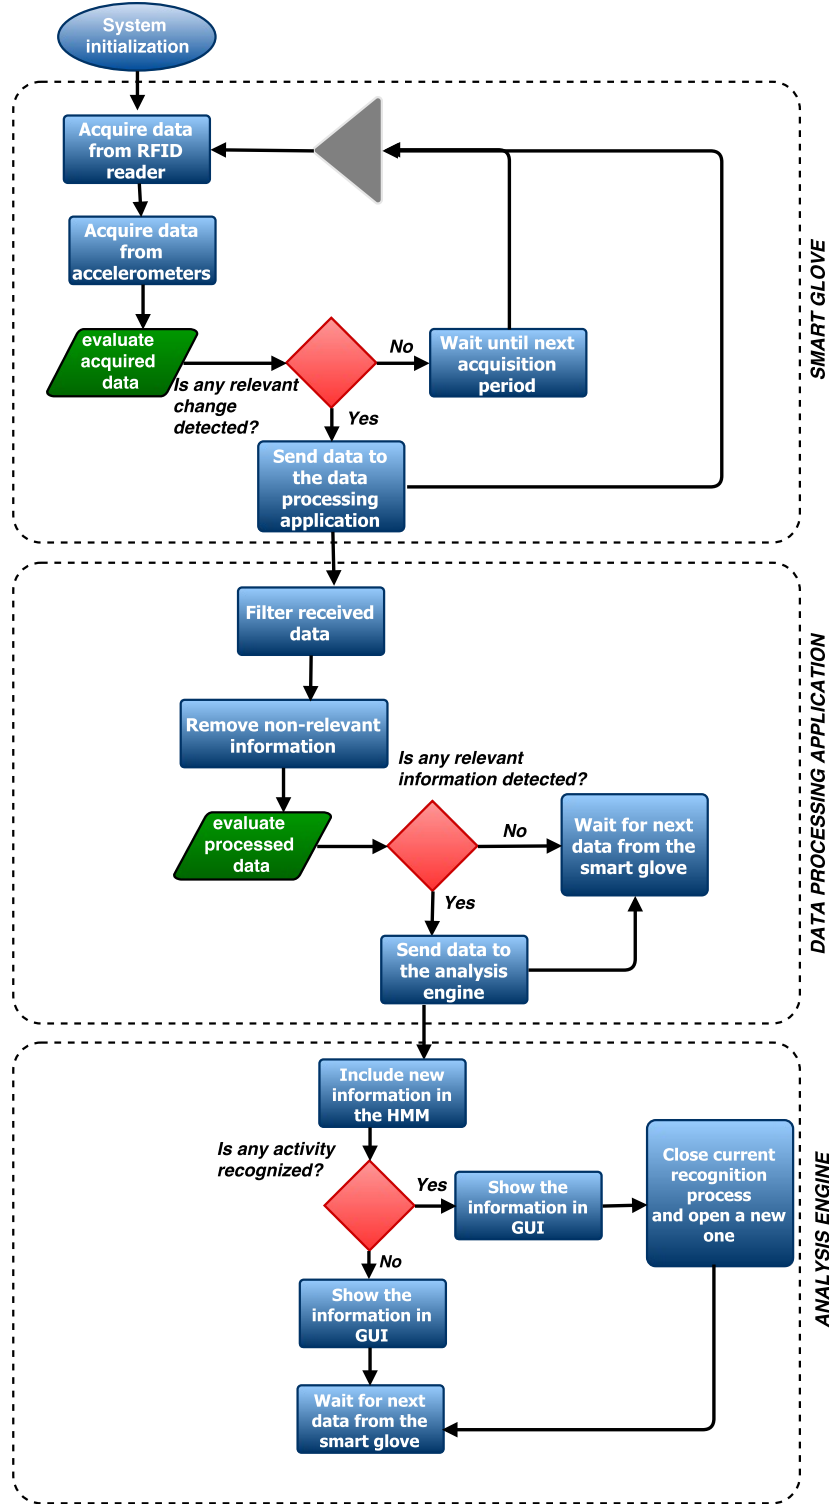 System
initialization
Acquire data
from RFID
reader
Acquire data
from
accelerometers
evaluate
acquired
data
Is any relevant
change
detected?
No
Wait until next
acquisition
period
Yes
Send data to
the data
processing
application
SMART GLOVE
Filter received
data
Remove non-relevant
information
Is any relevant
information detected?
evaluate
processed
data
No
Wait for next
data from the
smart glove
Yes
Send data to
the analysis
engine
DATA PROCESSING APPLICATION
Include new
information in
the HMM
Is any activity
recognized?
Yes
Show the
information in
GUI
Close current
recognition
process
and open a new
one
No
Show the
information in
GUI
Wait for next
data from the
smart glove
ANALYSIS ENGINE